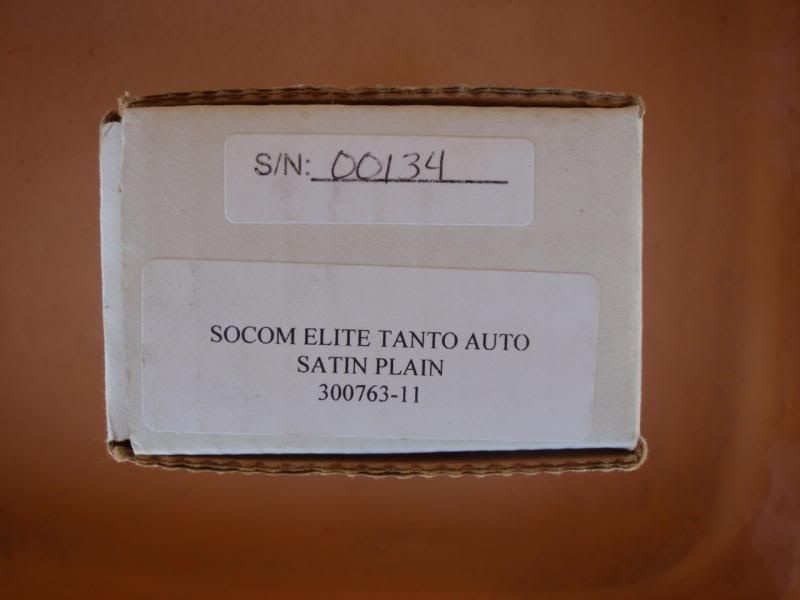 S/N: 00134
SOCOM ELITE TANTO AUTO
SATIN PLAIN
300763-11